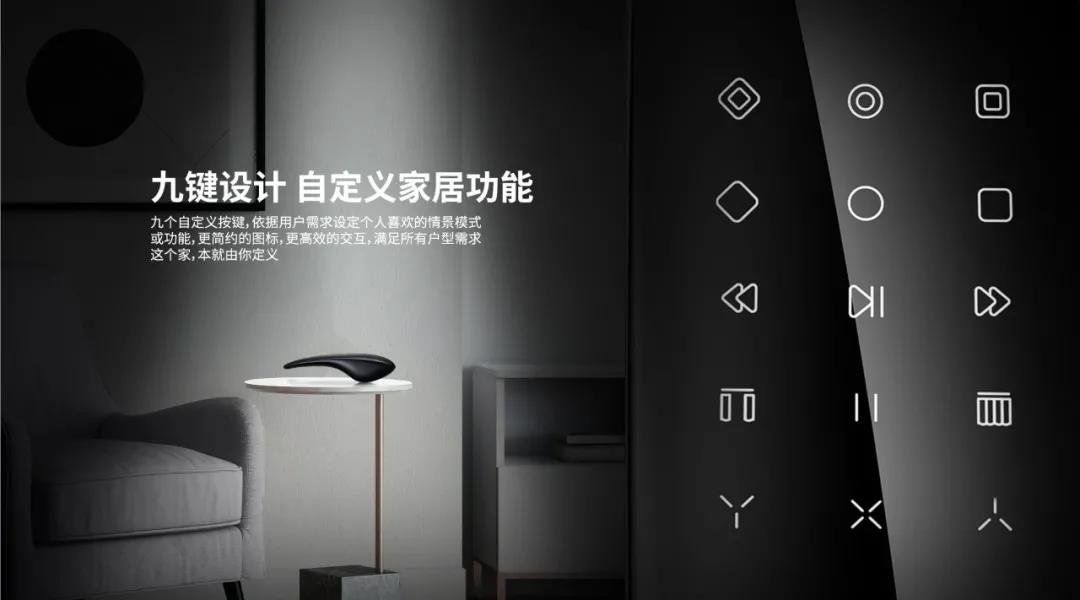 九键设计 自定义家居功能
九个自定义按键，依据用户需求设定个人喜欢的情景模式
或功能，更简约的图标，更高效的交互，满足所有户型需求
这个家，本就由你定义